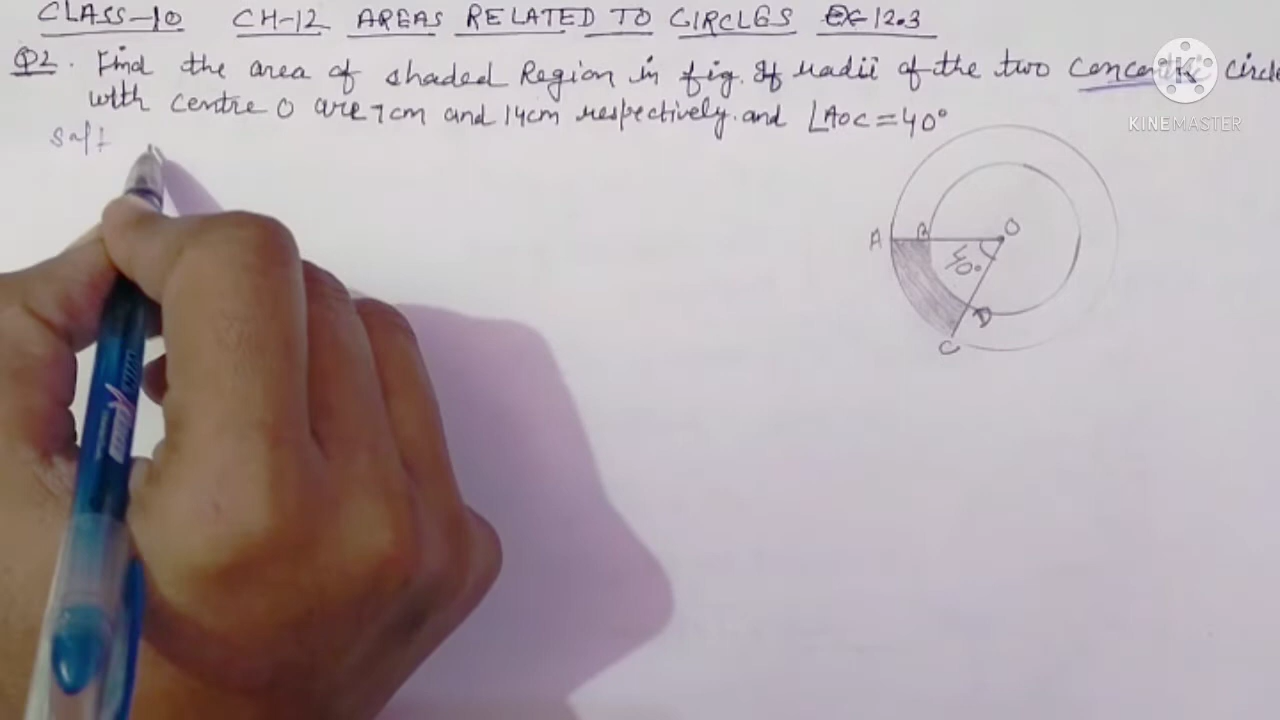 CLASS-10 CH-12 AREAS RELATED TO CIRCLES EX-12.3
Q2. Find the area of shaded Region in fig. If radii of the two concentric circle
with centre O are 7cm and 14cm respectively. and ∠AOC = 40°
KINEMASTER
A B O
40°
D
C